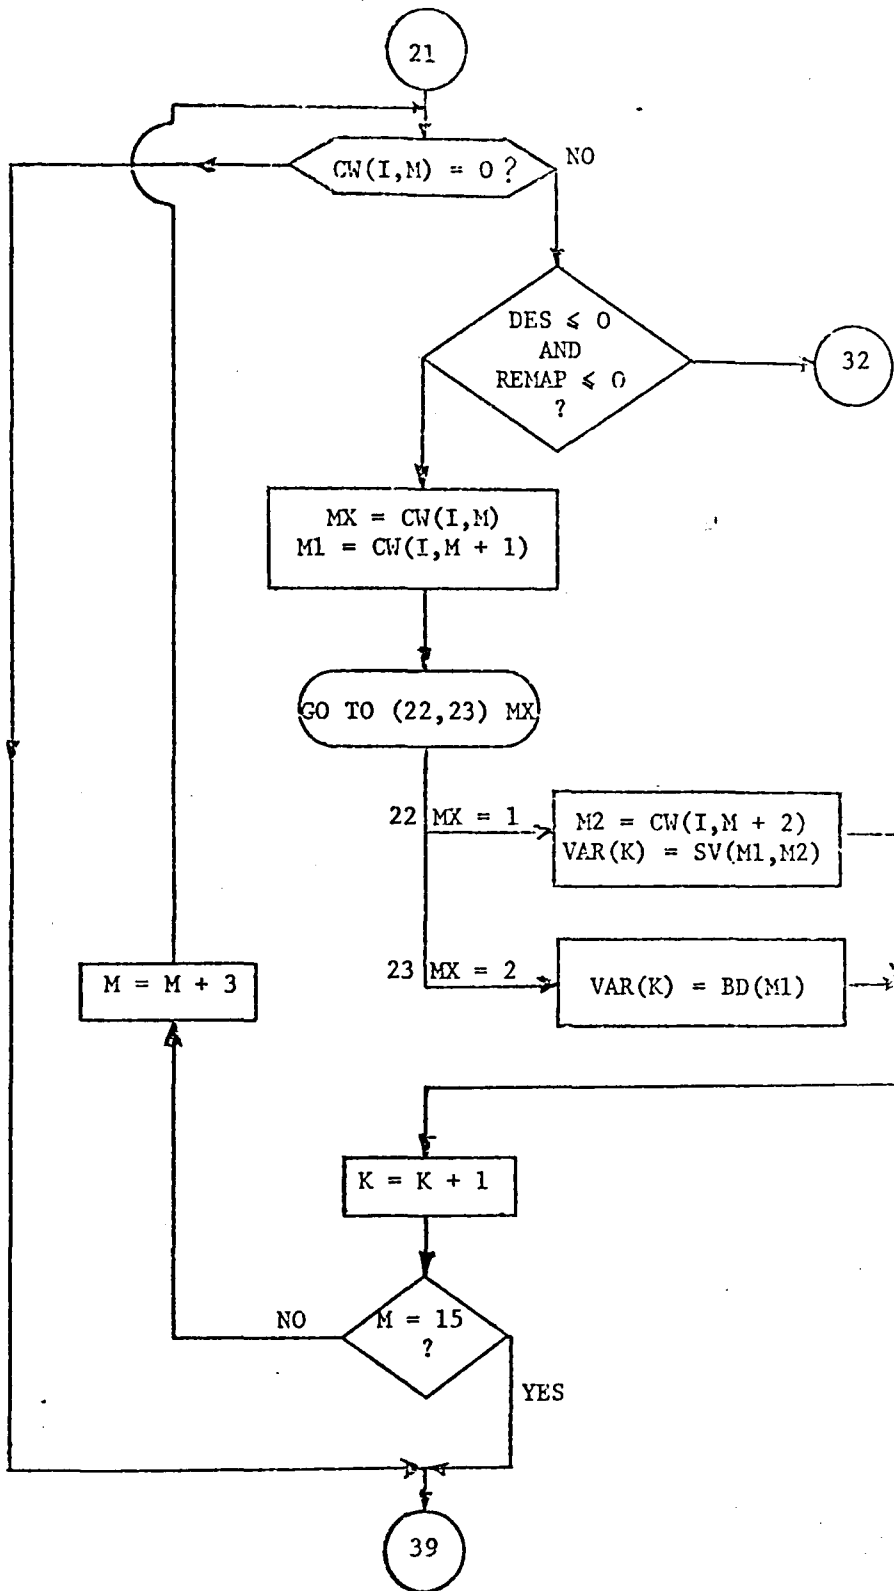 21
CW(I,M) = 0 ?
NO
DES ⩽ 0
AND
REMAP ⩽ 0
?
32
MX = CW(I,M)
M1 = CW(I,M + 1)
GO TO (22,23) MX
22 MX = 1
M2 = CW(I,M + 2)
VAR(K) = SV(M1,M2)
23 MX = 2
VAR(K) = BD(M1)
M = M + 3
K = K + 1
M = 15
?
NO
YES
39